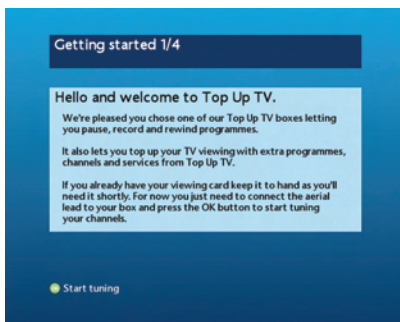 Getting started 1/4
Hello and welcome to Top Up TV.
We're pleased you chose one of our Top Up TV boxes letting
you pause, record and rewind programmes.
It also lets you top up your TV viewing with extra programmes,
channels and services from Top Up TV.
If you already have your viewing card keep it to hand as you'll
need it shortly. For now you just need to connect the aerial
lead to your box and press the OK button to start tuning
your channels.
Start tuning